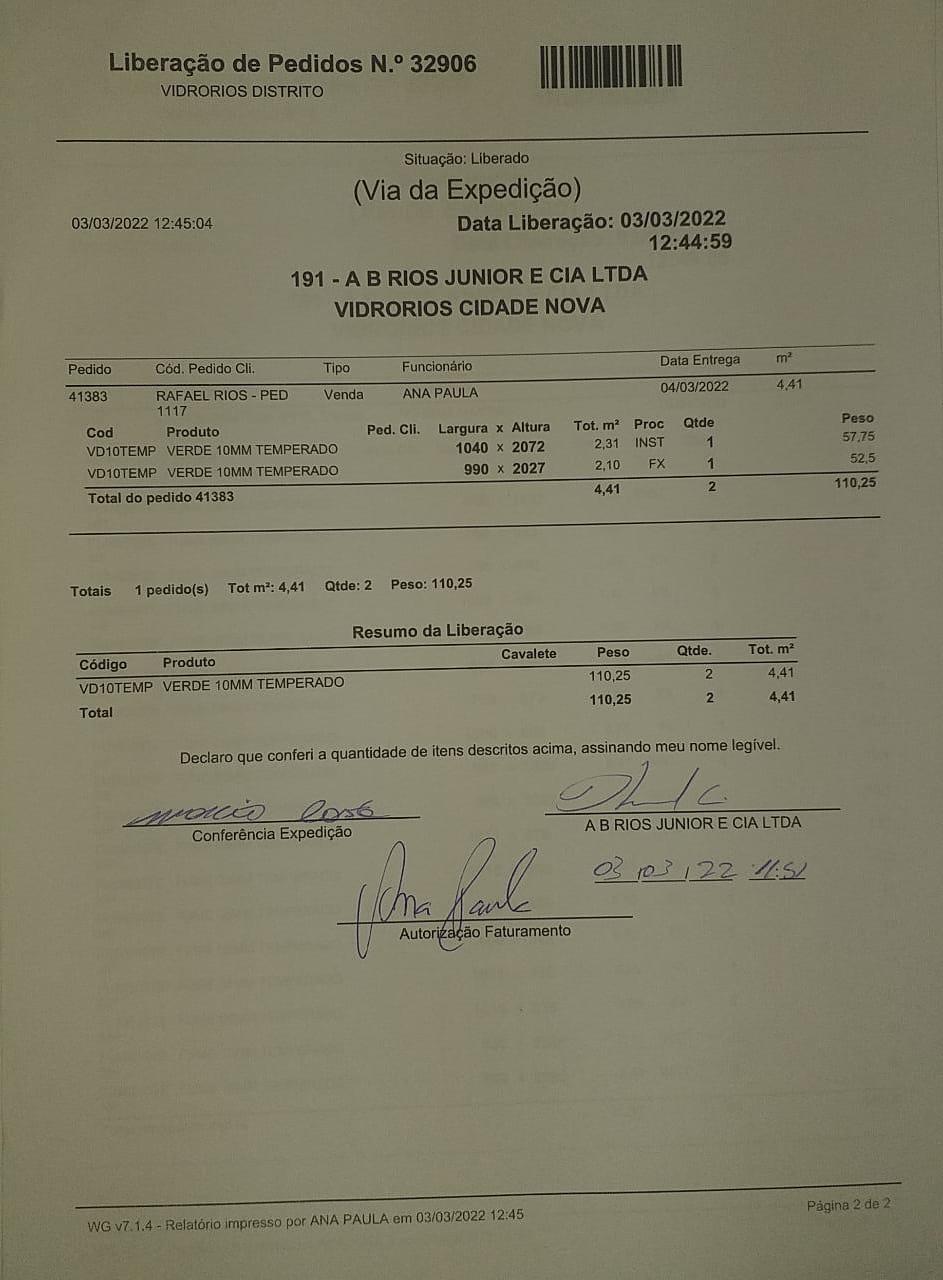 Liberação de Pedidos N.º 32906
VIDRORIOS DISTRITO
Situação: Liberado
(Via da Expedição)
03/03/2022 12:45:04
Data Liberação: 03/03/2022
12:44:59
191 - A B RIOS JUNIOR E CIA LTDA
VIDRORIOS CIDADE NOVA
Pedido Cód. Pedido Cli. Tipo Funcionário Data Entrega m²
41383 RAFAEL RIOS - PED Venda ANA PAULA 04/03/2022 4,41
1117
Cod Produto Ped. Cli. Largura x Altura Tot. m² Proc Qtde Peso
VD10TEMP VERDE 10MM TEMPERADO 1040 x 2072 2,31 INST 1 57,75
VD10TEMP VERDE 10MM TEMPERADO 990 x 2027 2,10 FX 1 52,5
Total do pedido 41383 4,41 2 110,25
Totais 1 pedido(s) Tot m²: 4,41 Qtde: 2 Peso: 110,25
Resumo da Liberação
Código Produto Cavalete Peso Qtde. Tot. m²
VD10TEMP VERDE 10MM TEMPERADO 110,25 2 4,41
Total 110,25 2 4,41
Declaro que conferi a quantidade de itens descritos acima, assinando meu nome legível.
marcio Costa
Conferência Expedição
A B RIOS JUNIOR E CIA LTDA
03/03/22
Ana Paula
Autorização Faturamento
WG v7.1.4 - Relatório impresso por ANA PAULA em 03/03/2022 12:45
Página 2 de 2